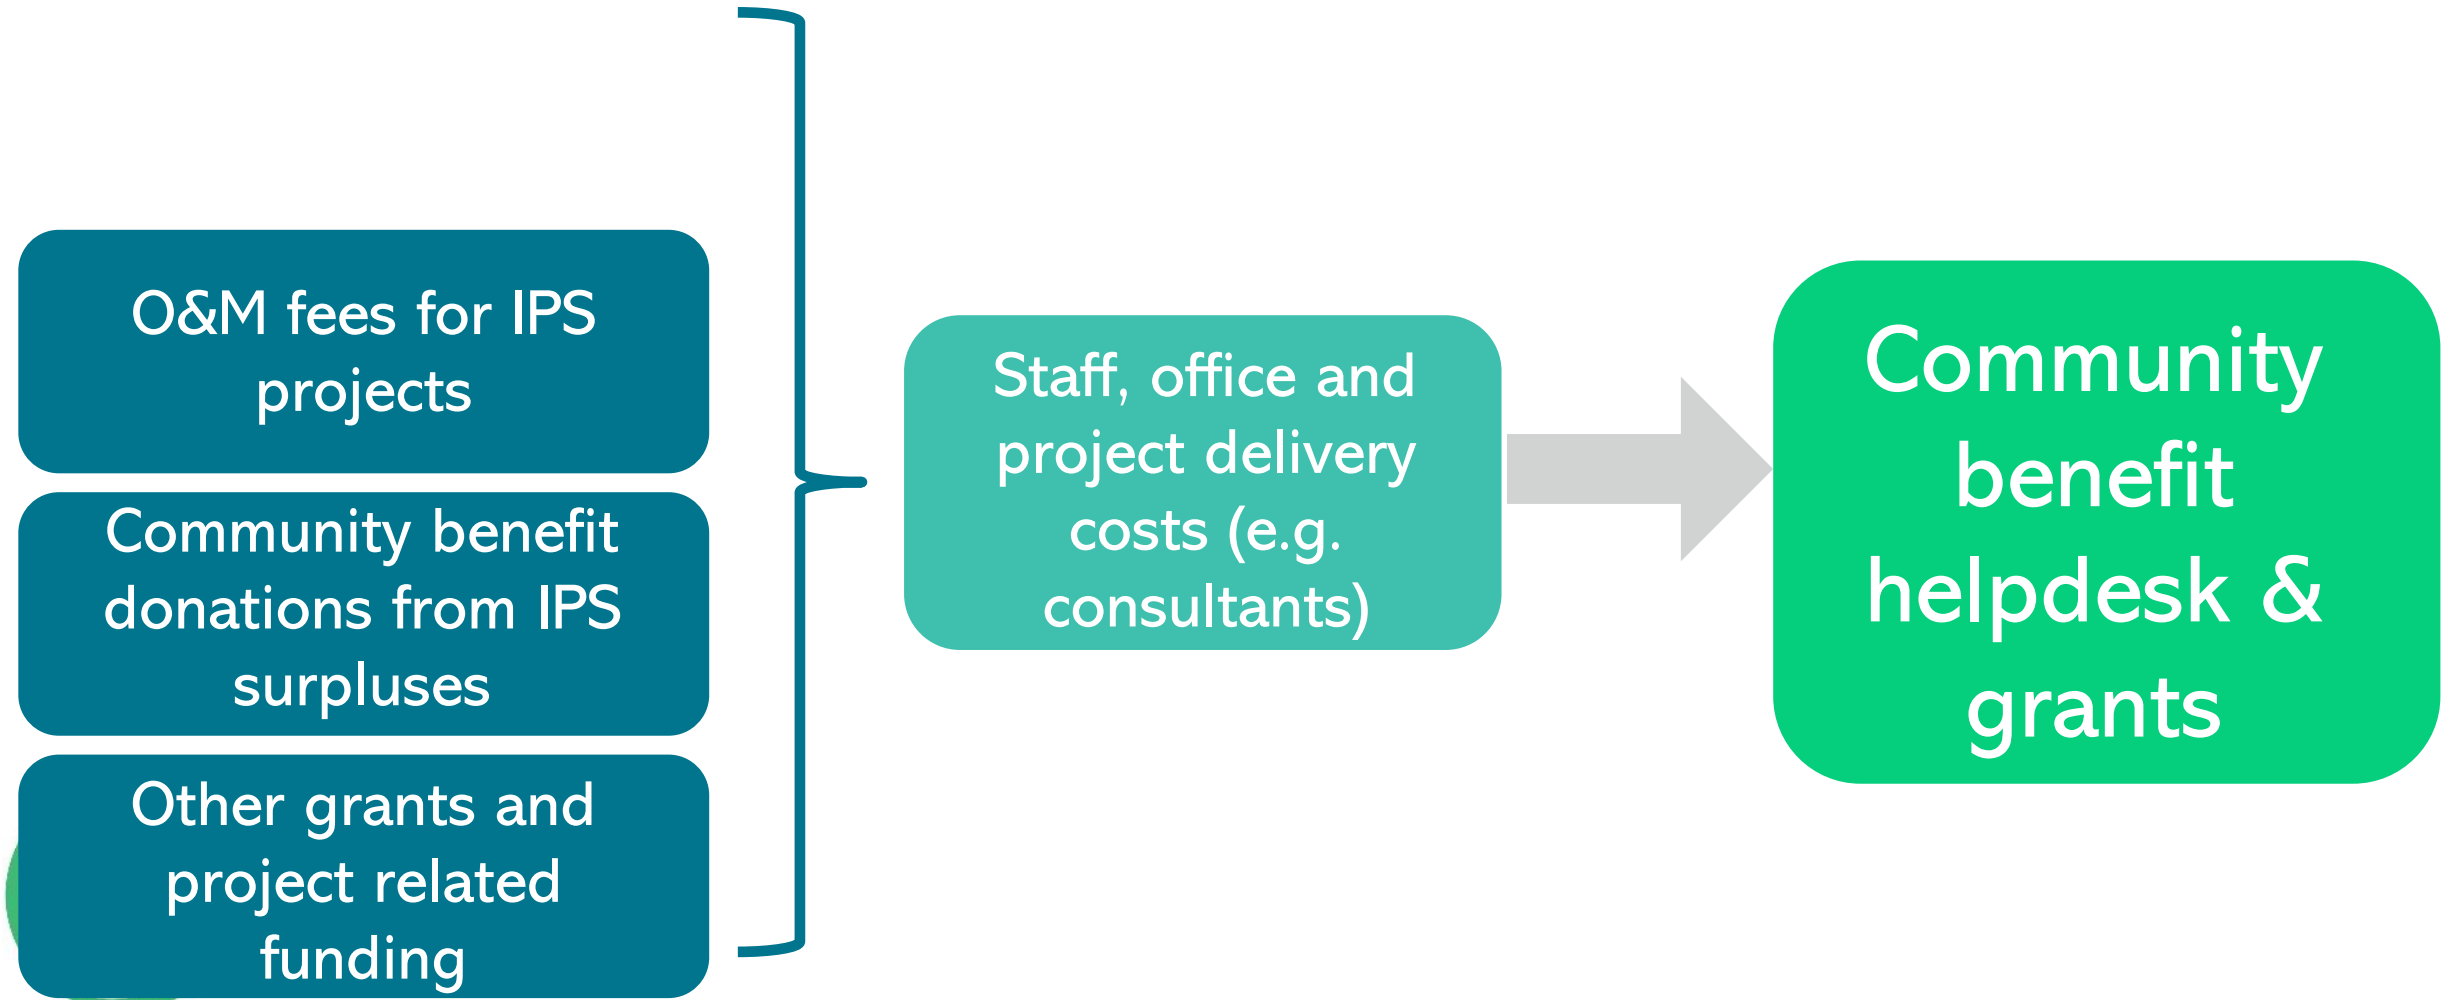 O&M fees for IPS
projects
Community benefit
donations from IPS
surpluses
Other grants and
project related
funding
Staff, office and
project delivery
costs (e.g.
consultants)
Community
benefit
helpdesk &
grants